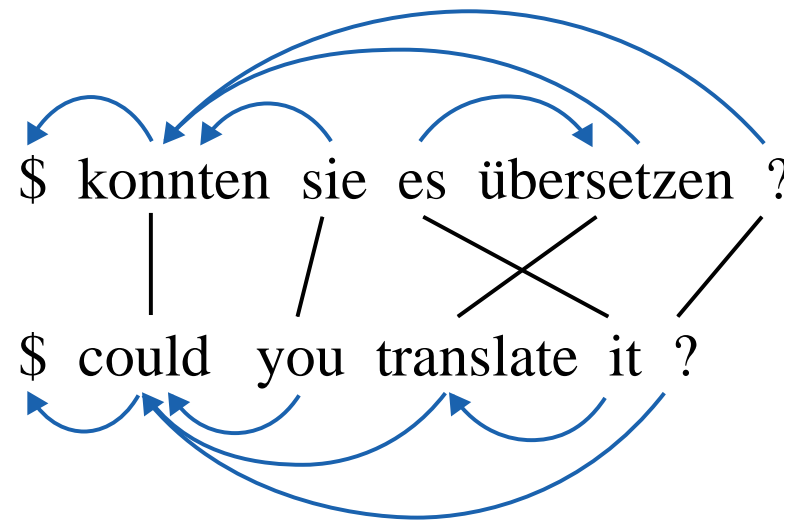 $ konnten sie es übersetzen ?
$ could you translate it ?